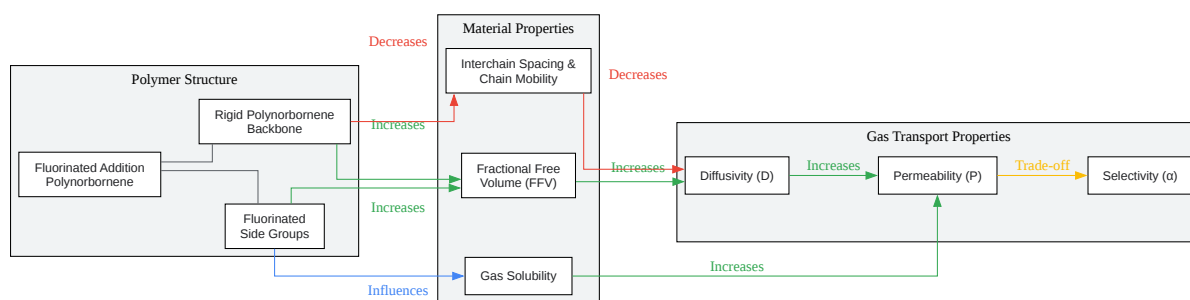 Polymer Structure
Fluorinated Addition
Polynorbornene
Rigid Polynorbornene
Backbone
Fluorinated
Side Groups
Decreases
Increases
Increases
Influences
Material Properties
Interchain Spacing &
Chain Mobility
Fractional Free
Volume (FFV)
Gas Solubility
Decreases
Increases
Increases
Gas Transport Properties
Diffusivity (D)
Increases
Permeability (P)
Trade-off
Selectivity (α)